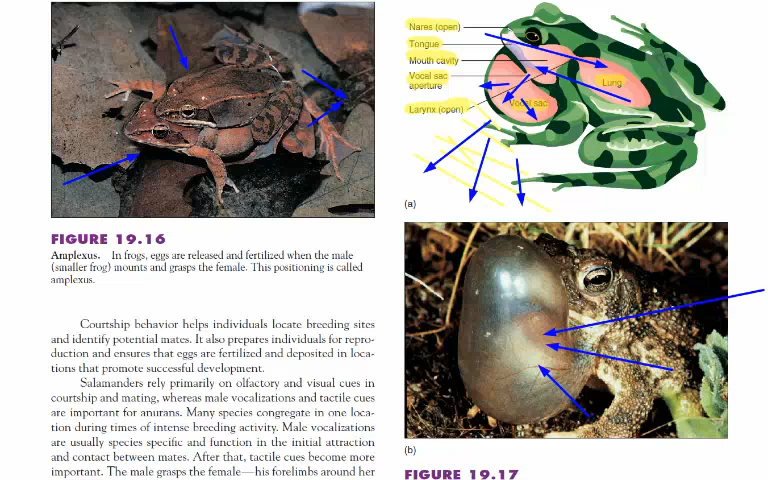 FIGURE 19.16
Amplexus. In frogs, eggs are released and fertilized when the male
(smaller frog) mounts and grasps the female. This positioning is called
amplexus.
Courtship behavior helps individuals locate breeding sites
and identify potential mates. It also prepares individuals for repro-
duction and ensures that eggs are fertilized and deposited in loca-
tions that promote successful development.
Salamanders rely primarily on olfactory and visual cues in
courtship and mating, whereas male vocalizations and tactile cues
are important for anurans. Many species congregate in one loca-
tion during times of intense breeding activity. Male vocalizations
are usually species specific and function in the initial attraction
and contact between mates. After that, tactile cues become more
important. The male grasps the female—his forelimbs around her
Nares (open)
Tongue
Mouth cavity
Vocal sac
aperture
Larynx (open)
Lung
Vocal sac
(a)
(b)
FIGURE 19.17